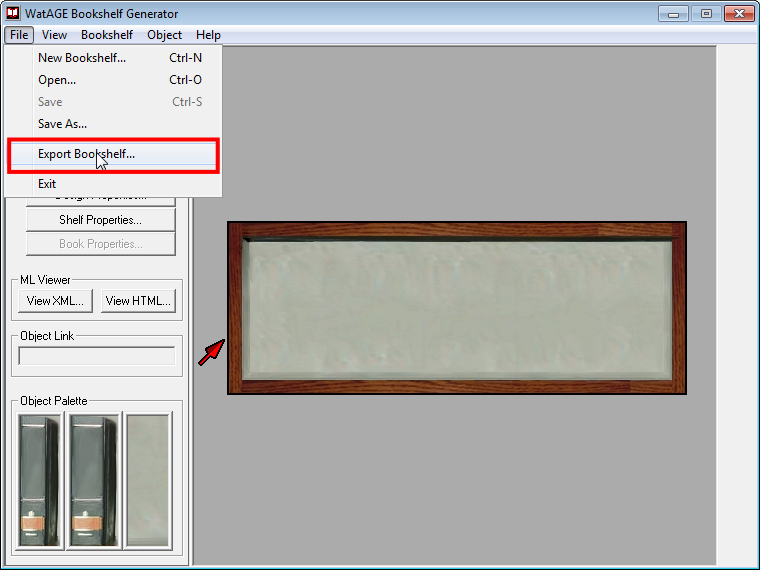 WatAGE Bookshelf Generator
File View Bookshelf Object Help
New Bookshelf... Ctrl-N
Open... Ctrl-O
Save Ctrl-S
Save As...
Export Bookshelf...
Exit
Shelf Properties...
Book Properties...
ML Viewer
View XML... View HTML...
Object Link
Object Palette